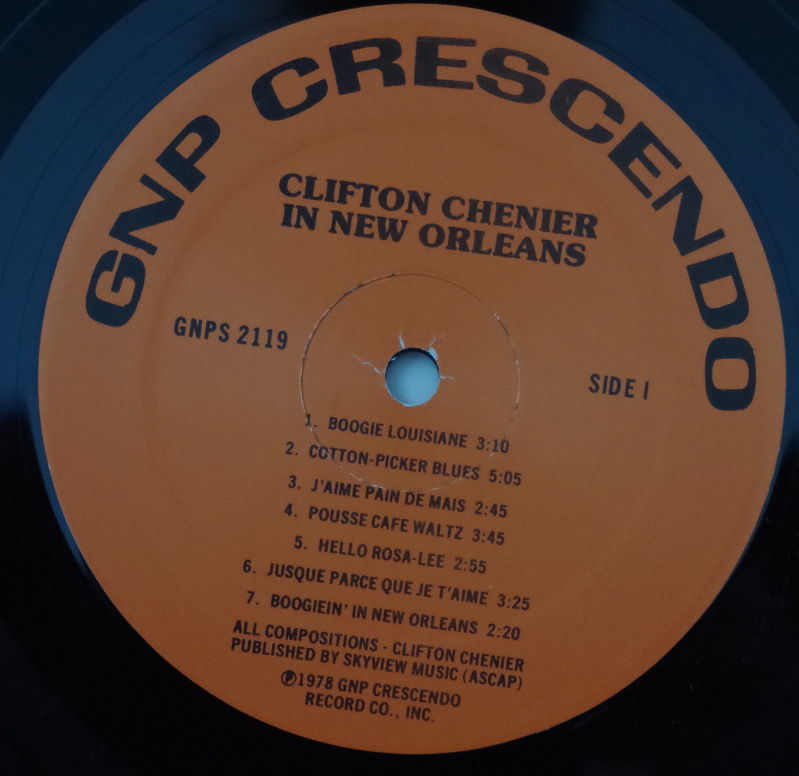 GNP CRESCENDO
CLIFTON CHENIER
IN NEW ORLEANS
GNPS 2119
SIDE I
1. BOOGIE LOUISIANE 3:10
2. COTTON-PICKER BLUES 5:05
3. J'AIME PAIN DE MAIS 2:45
4. POUSSE CAFE WALTZ 3:45
5. HELLO ROSA-LEE 2:55
6. JUSQUE PARCE QUE JE T'AIME 3:25
7. BOOGIEIN' IN NEW ORLEANS 2:20
ALL COMPOSITIONS - CLIFTON CHENIER
PUBLISHED BY SKYVIEW MUSIC (ASCAP)
℗1978 GNP CRESCENDO
RECORD CO., INC.